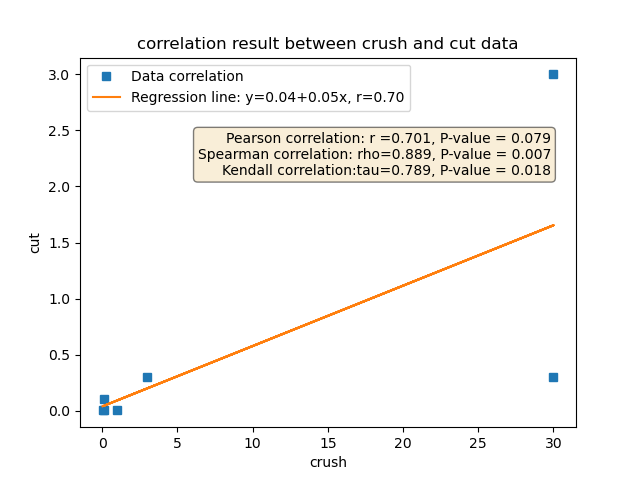 correlation result between crush and cut data
Data correlation
Regression line: y=0.04+0.05x, r=0.70
Pearson correlation: r =0.701, P-value = 0.079
Spearman correlation: rho=0.889, P-value = 0.007
Kendall correlation:tau=0.789, P-value = 0.018
3.0
2.5
2.0
1.5
1.0
0.5
0.0
cut
0 5 10 15 20 25 30
crush